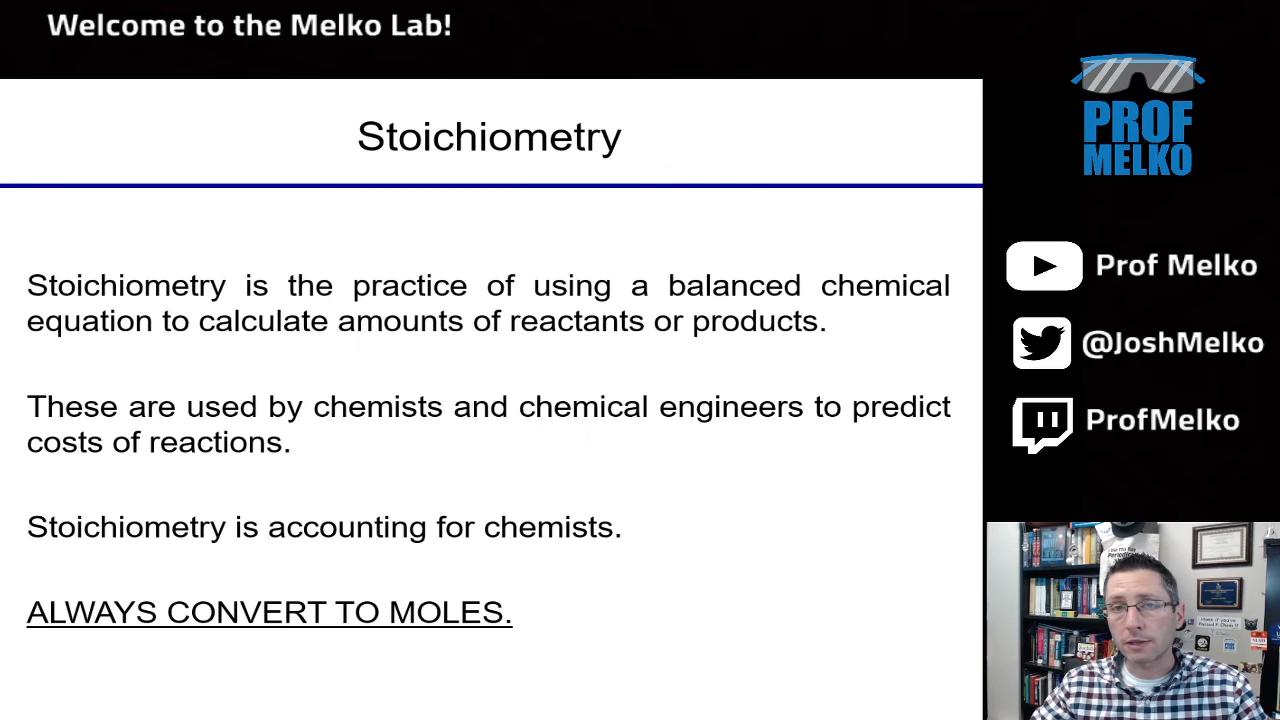 Welcome to the Melko Lab!
Stoichiometry
Stoichiometry is the practice of using a balanced chemical
equation to calculate amounts of reactants or products.
These are used by chemists and chemical engineers to predict
costs of reactions.
Stoichiometry is accounting for chemists.
ALWAYS CONVERT TO MOLES.
PROF
MELKO
Prof Melko
@JoshMelko
ProfMelko